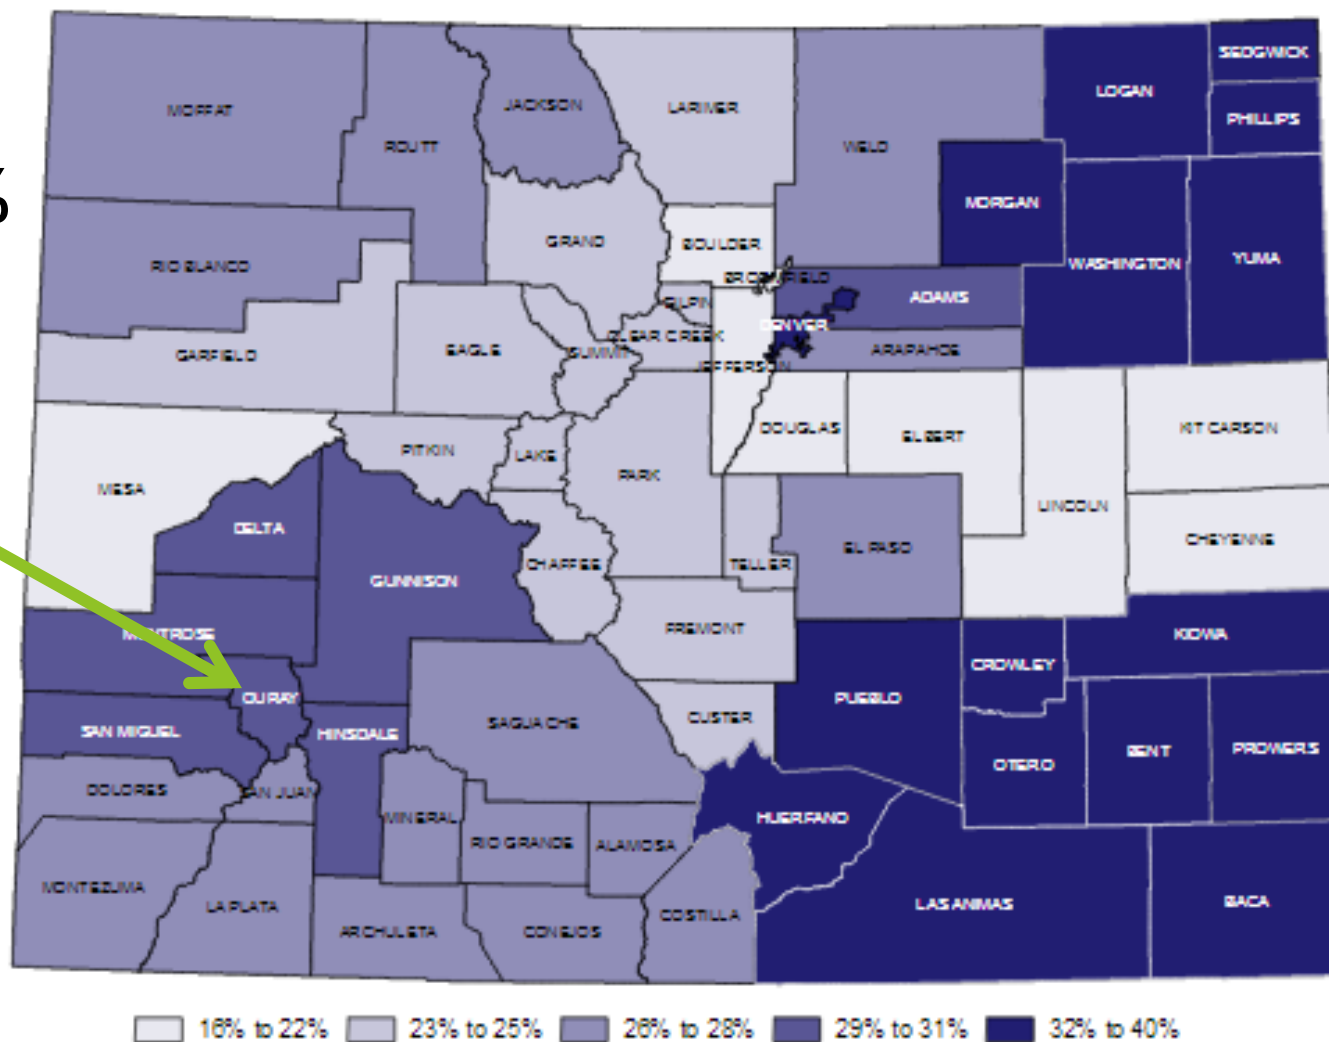 SEDGWICK
LOGAN
MOFFAT
JACKSON
LARIMER
PHILLIPS
ROUTT
WELD
%
MORGAN
GRAND
BOULDER
RIO BLANCO
WASHINGTON
YUMA
BROOMFIELD
GILPIN
ADAMS
DENVER
CLEAR CREEK
GARFIELD
EAGLE
SUMMIT
ARAPAHOE
JEFFERSON
DOUGLAS
ELBERT
KIT CARSON
PITKIN
LAKE
PARK
MESA
LINCOLN
DELTA
CHEYENNE
EL PASO
CHAFFEE
TELLER
GUNNISON
MONTROSE
FREMONT
KIOWA
CROWLEY
OURAY
PUEBLO
SAN MIGUEL
HINSDALE
SAGUACHE
CUSTER
BENT
PROWERS
OTERO
DOLORES
SAN JUAN
MINERAL
HUERFANO
RIO GRANDE
ALAMOSA
MONTEZUMA
LA PLATA
COSTILLA
LAS ANIMAS
BACA
ARCHULETA
CONEJOS
16% to 22% 23% to 25% 26% to 28% 29% to 31% 32% to 40%